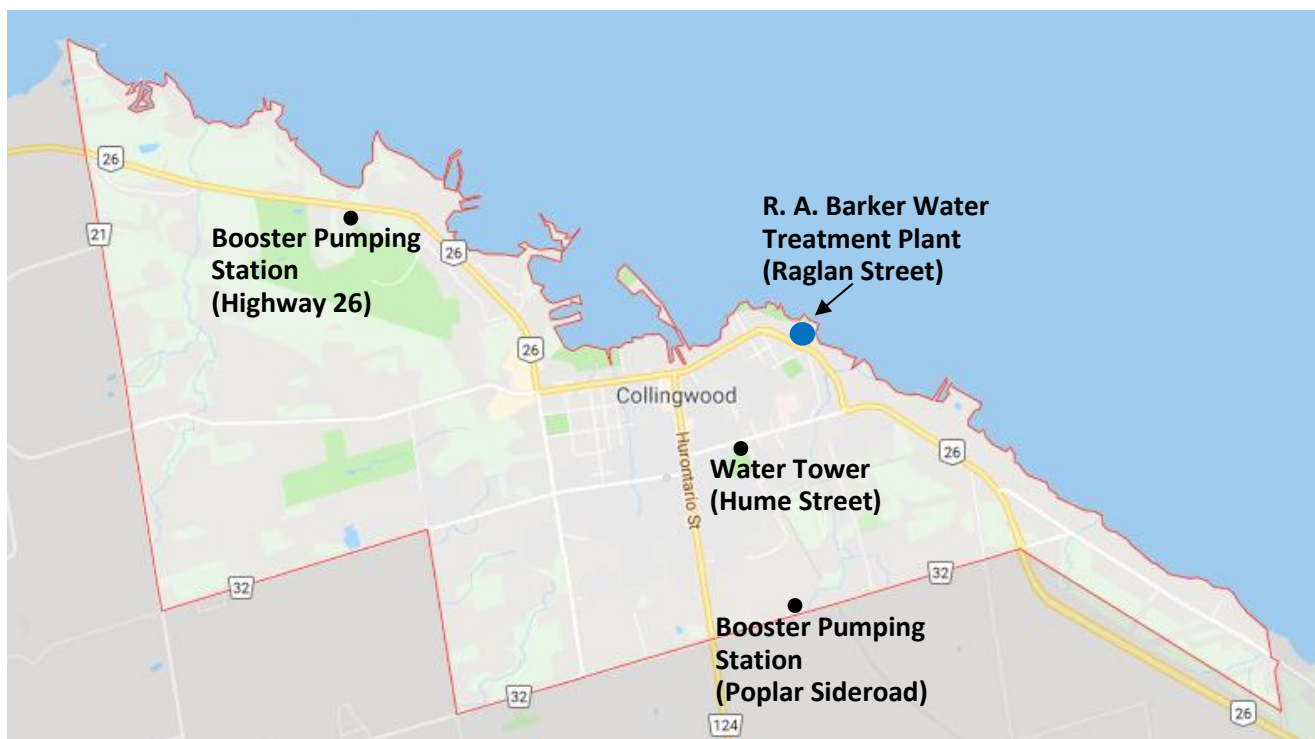 R. A. Barker Water
Treatment Plant
(Raglan Street)
26
21
Booster Pumping
Station
(Highway 26)
26
26
Collingwood
Hurontario St
Water Tower
(Hume Street)
26
32
32
Booster Pumping
Station
(Poplar Sideroad)
32
124
26